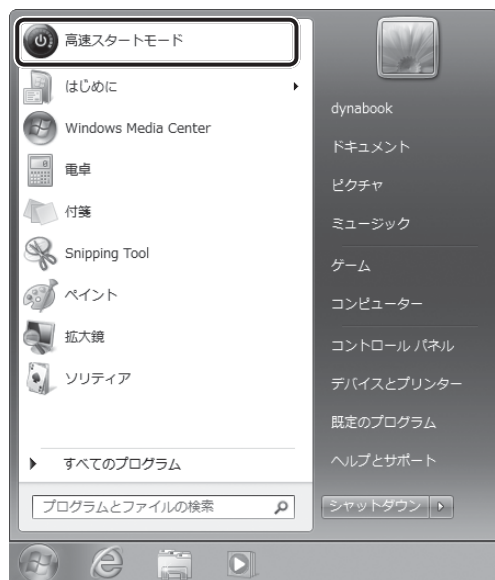 高速スタートモード
はじめに
Windows Media Center
電卓
付箋
Snipping Tool
ペイント
拡大鏡
ソリティア
すべてのプログラム
プログラムとファイルの検索
dynabook
ドキュメント
ピクチャ
ミュージック
ゲーム
コンピューター
コントロール パネル
デバイスとプリンター
既定のプログラム
ヘルプとサポート
シャットダウン